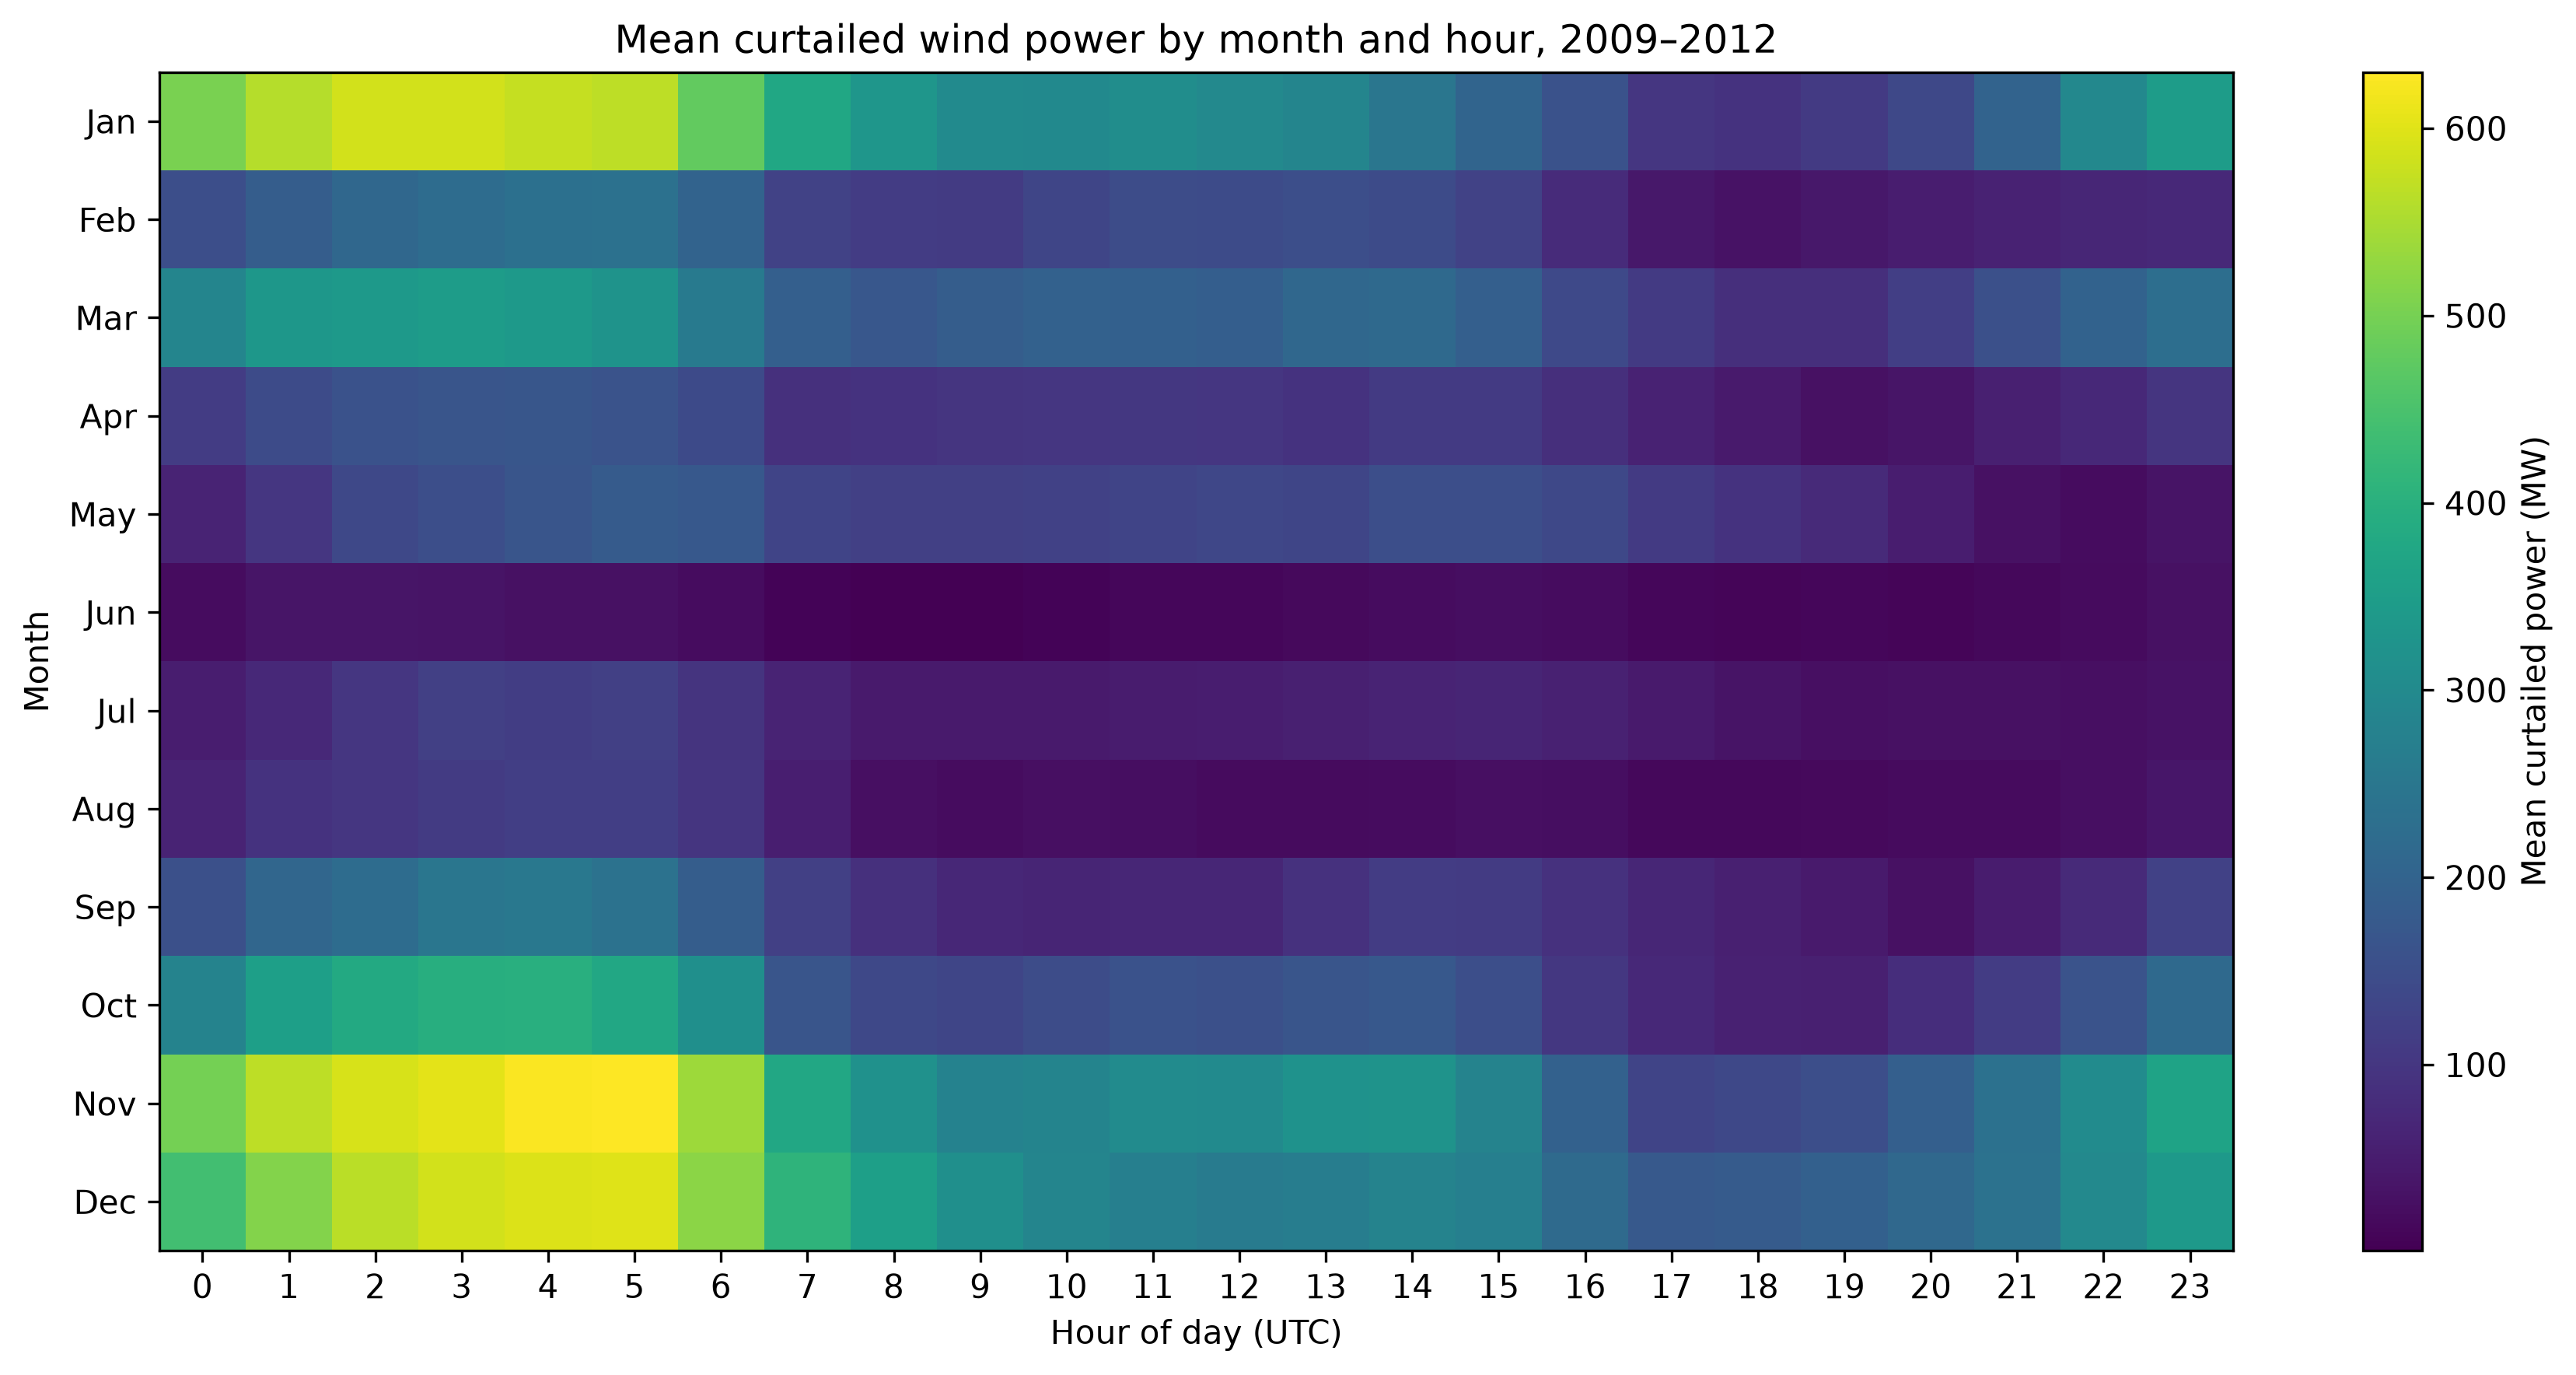 Mean curtailed wind power by month and hour, 2009–2012
Month
Jan
Feb
Mar
Apr
May
Jun
Jul
Aug
Sep
Oct
Nov
Dec
0 1 2 3 4 5 6 7 8 9 10 11 12 13 14 15 16 17 18 19 20 21 22 23
Hour of day (UTC)
600
500
400
300
200
100
Mean curtailed power (MW)